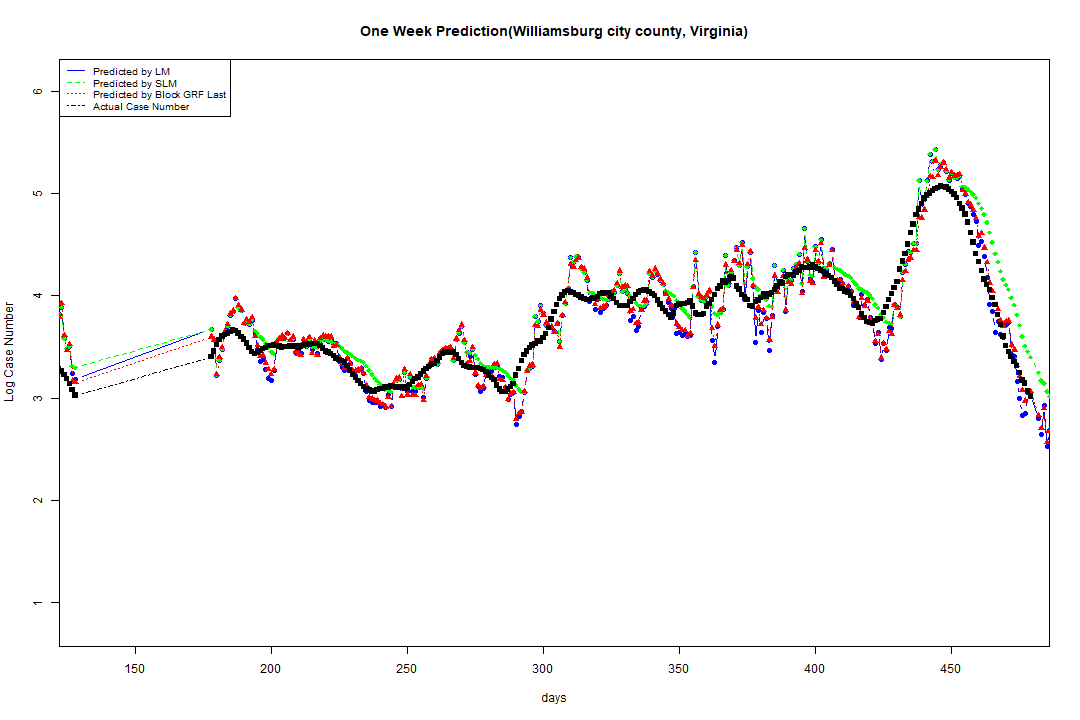 One Week Prediction(Williamsburg city county, Virginia)
Predicted by LM
Predicted by SLM
Predicted by Block GRF Last
Actual Case Number
6
5
4
3
2
1
Log Case Number
150 200 250 300 350 400 450
days